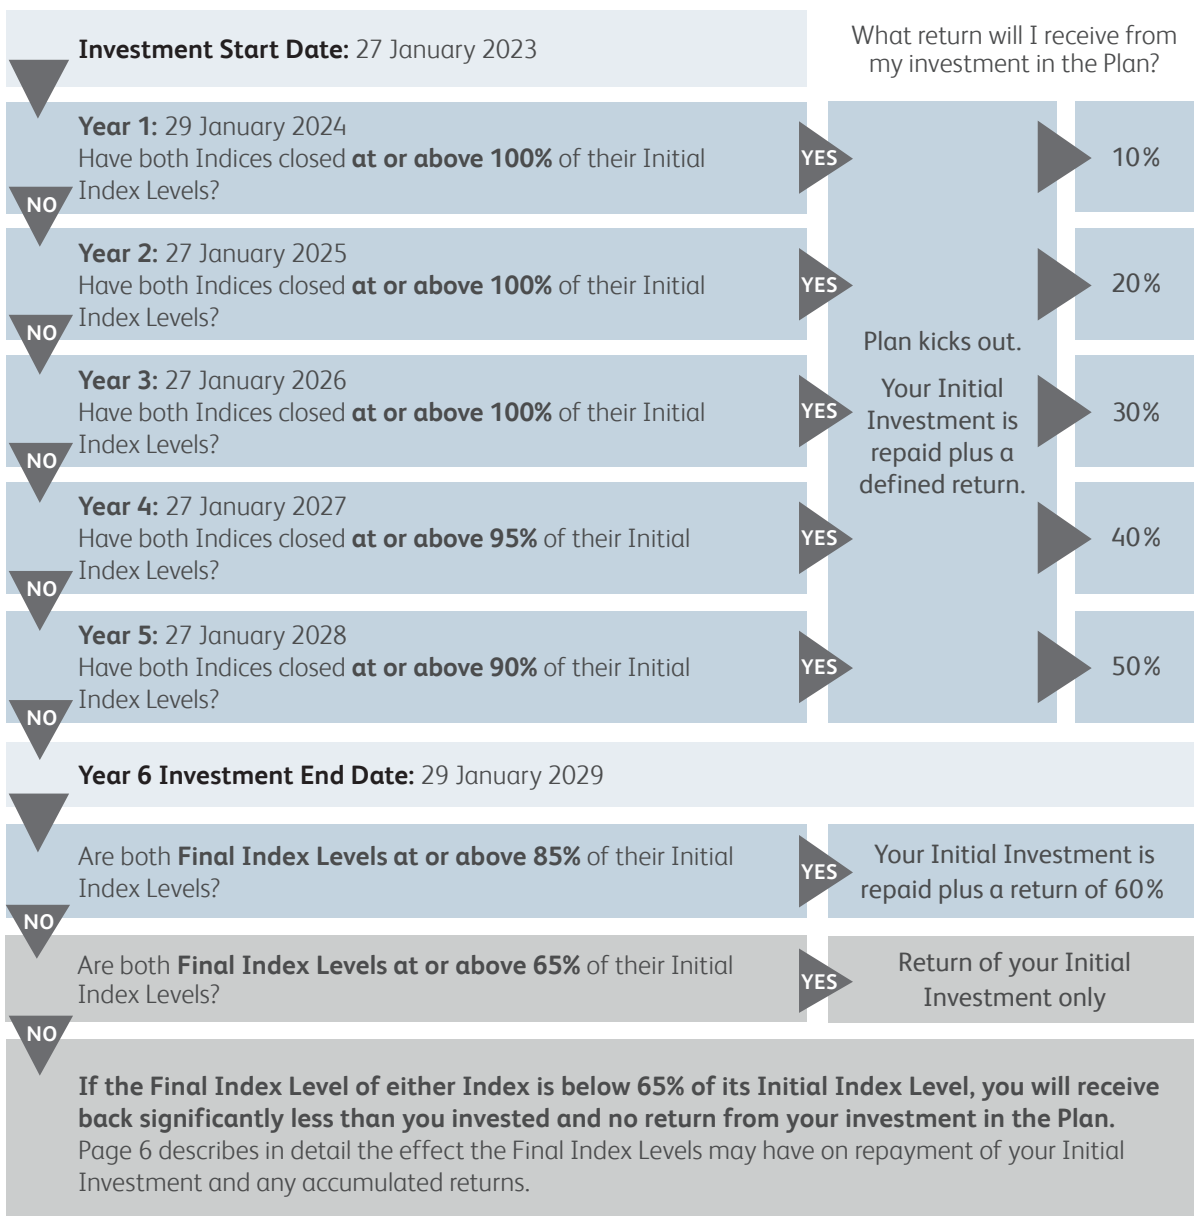 Investment Start Date: 27 January 2023
What return will I receive from
my investment in the Plan?
Year 1: 29 January 2024
Have both Indices closed at or above 100% of their Initial
Index Levels?
YES
10%
NO
Year 2: 27 January 2025
Have both Indices closed at or above 100% of their Initial
Index Levels?
YES
20%
NO
Year 3: 27 January 2026
Have both Indices closed at or above 100% of their Initial
Index Levels?
YES
30%
NO
Year 4: 27 January 2027
Have both Indices closed at or above 95% of their Initial
Index Levels?
YES
40%
NO
Year 5: 27 January 2028
Have both Indices closed at or above 90% of their Initial
Index Levels?
YES
50%
NO
Plan kicks out.
Your Initial
Investment is
repaid plus a
defined return.
Year 6 Investment End Date: 29 January 2029
Are both Final Index Levels at or above 85% of their Initial
Index Levels?
YES
Your Initial Investment is
repaid plus a return of 60%
NO
Are both Final Index Levels at or above 65% of their Initial
Index Levels?
YES
Return of your Initial
Investment only
NO
If the Final Index Level of either Index is below 65% of its Initial Index Level, you will receive
back significantly less than you invested and no return from your investment in the Plan.
Page 6 describes in detail the effect the Final Index Levels may have on repayment of your Initial
Investment and any accumulated returns.